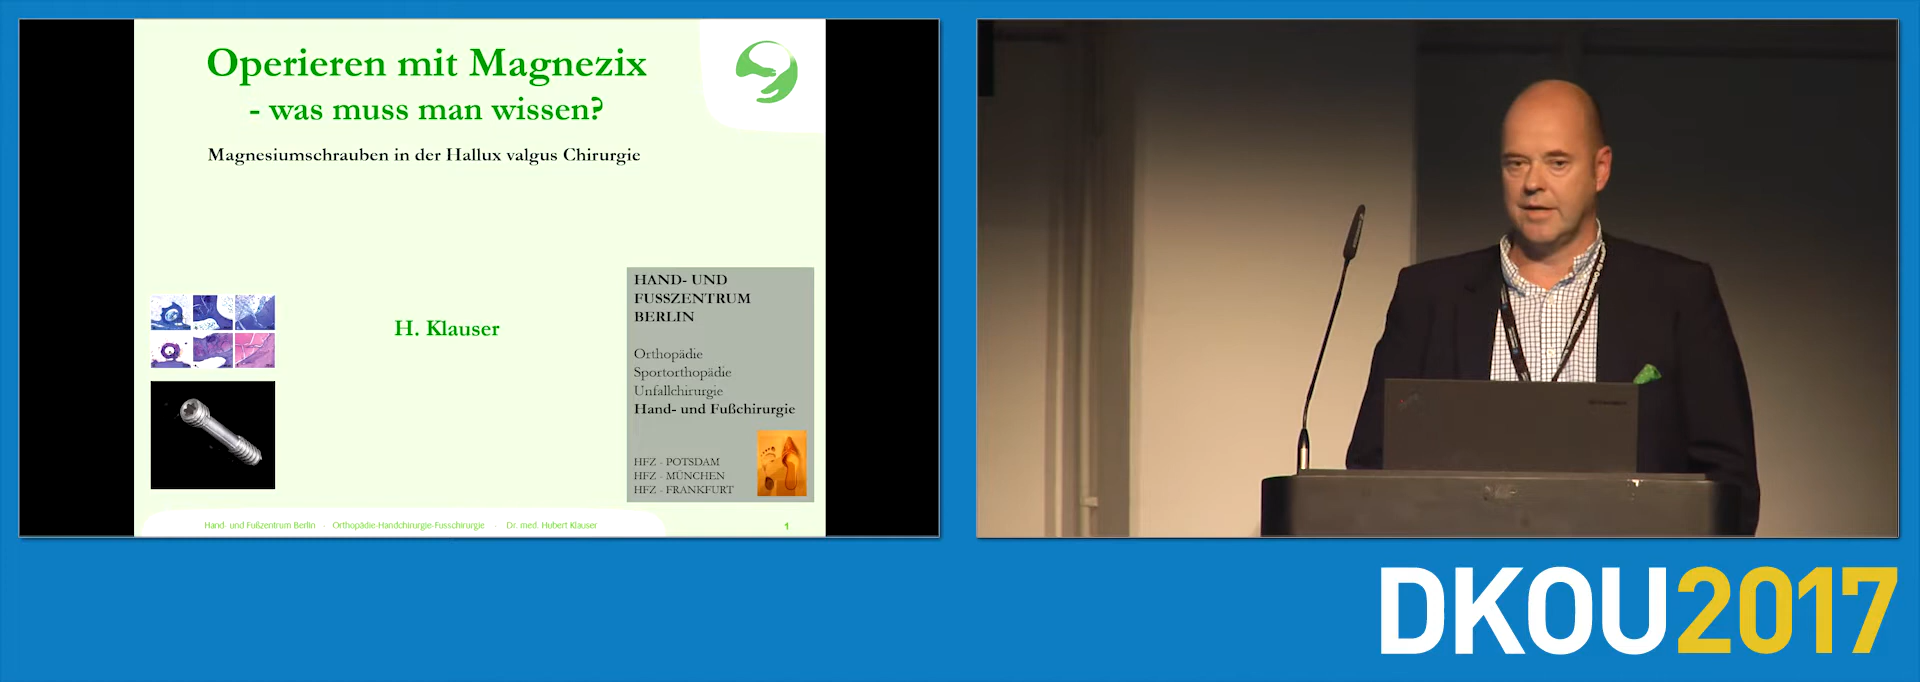 Operieren mit Magnezix
- was muss man wissen?
Magnesiumschrauben in der Hallux valgus Chirurgie
H. Klauser
HAND- UND
FUSSZENTRUM
BERLIN
Orthopädie
Sportorthopädie
Unfallchirurgie
Hand- und Fußchirurgie
HFZ - POTSDAM
HFZ - MÜNCHEN
HFZ - FRANKFURT
Hand- und Fußzentrum Berlin - Orthopädie-Handchirurgie-Fusschirurgie - Dr. med. Hubert Klauser 1
DKOU2017